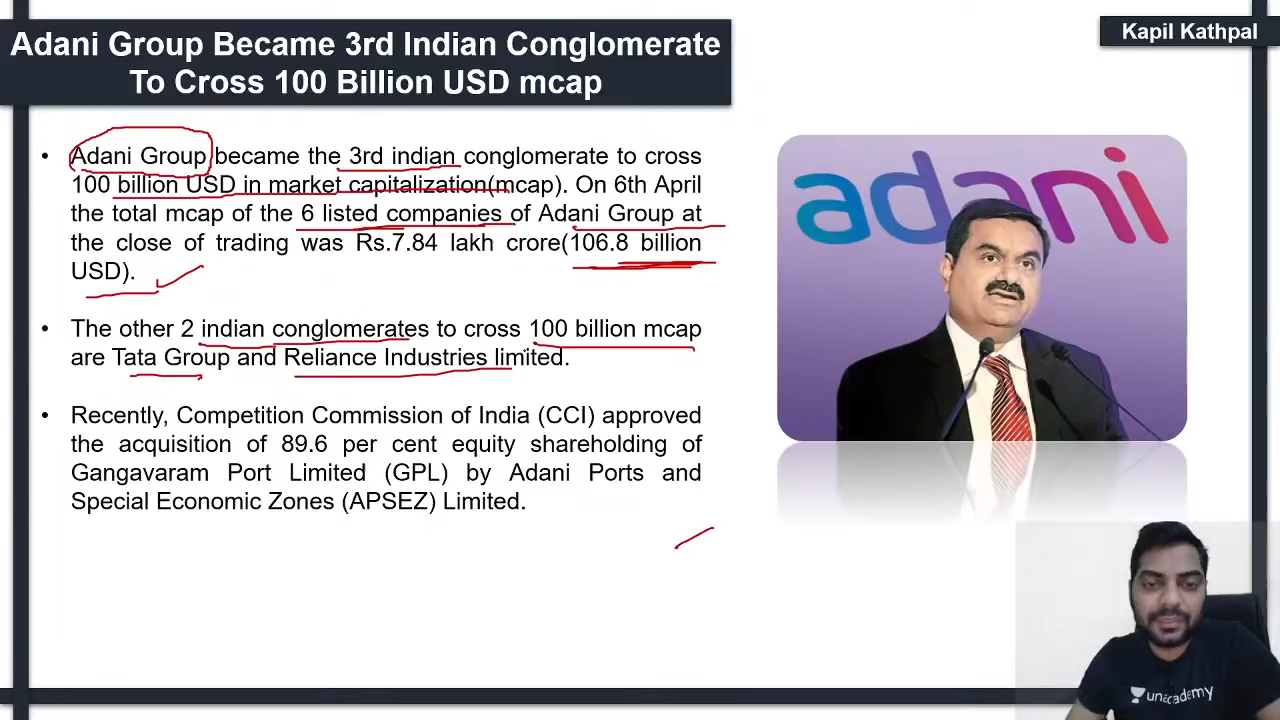 Adani Group Became 3rd Indian Conglomerate
To Cross 100 Billion USD mcap
Kapil Kathpal
• Adani Group became the 3rd indian conglomerate to cross
100 billion USD in market capitalization(mcap). On 6th April
the total mcap of the 6 listed companies of Adani Group at
the close of trading was Rs.7.84 lakh crore(106.8 billion
USD).
• The other 2 indian conglomerates to cross 100 billion mcap
are Tata Group and Reliance Industries limited.
• Recently, Competition Commission of India (CCI) approved
the acquisition of 89.6 per cent equity shareholding of
Gangavaram Port Limited (GPL) by Adani Ports and
Special Economic Zones (APSEZ) Limited.
adani
unacademy